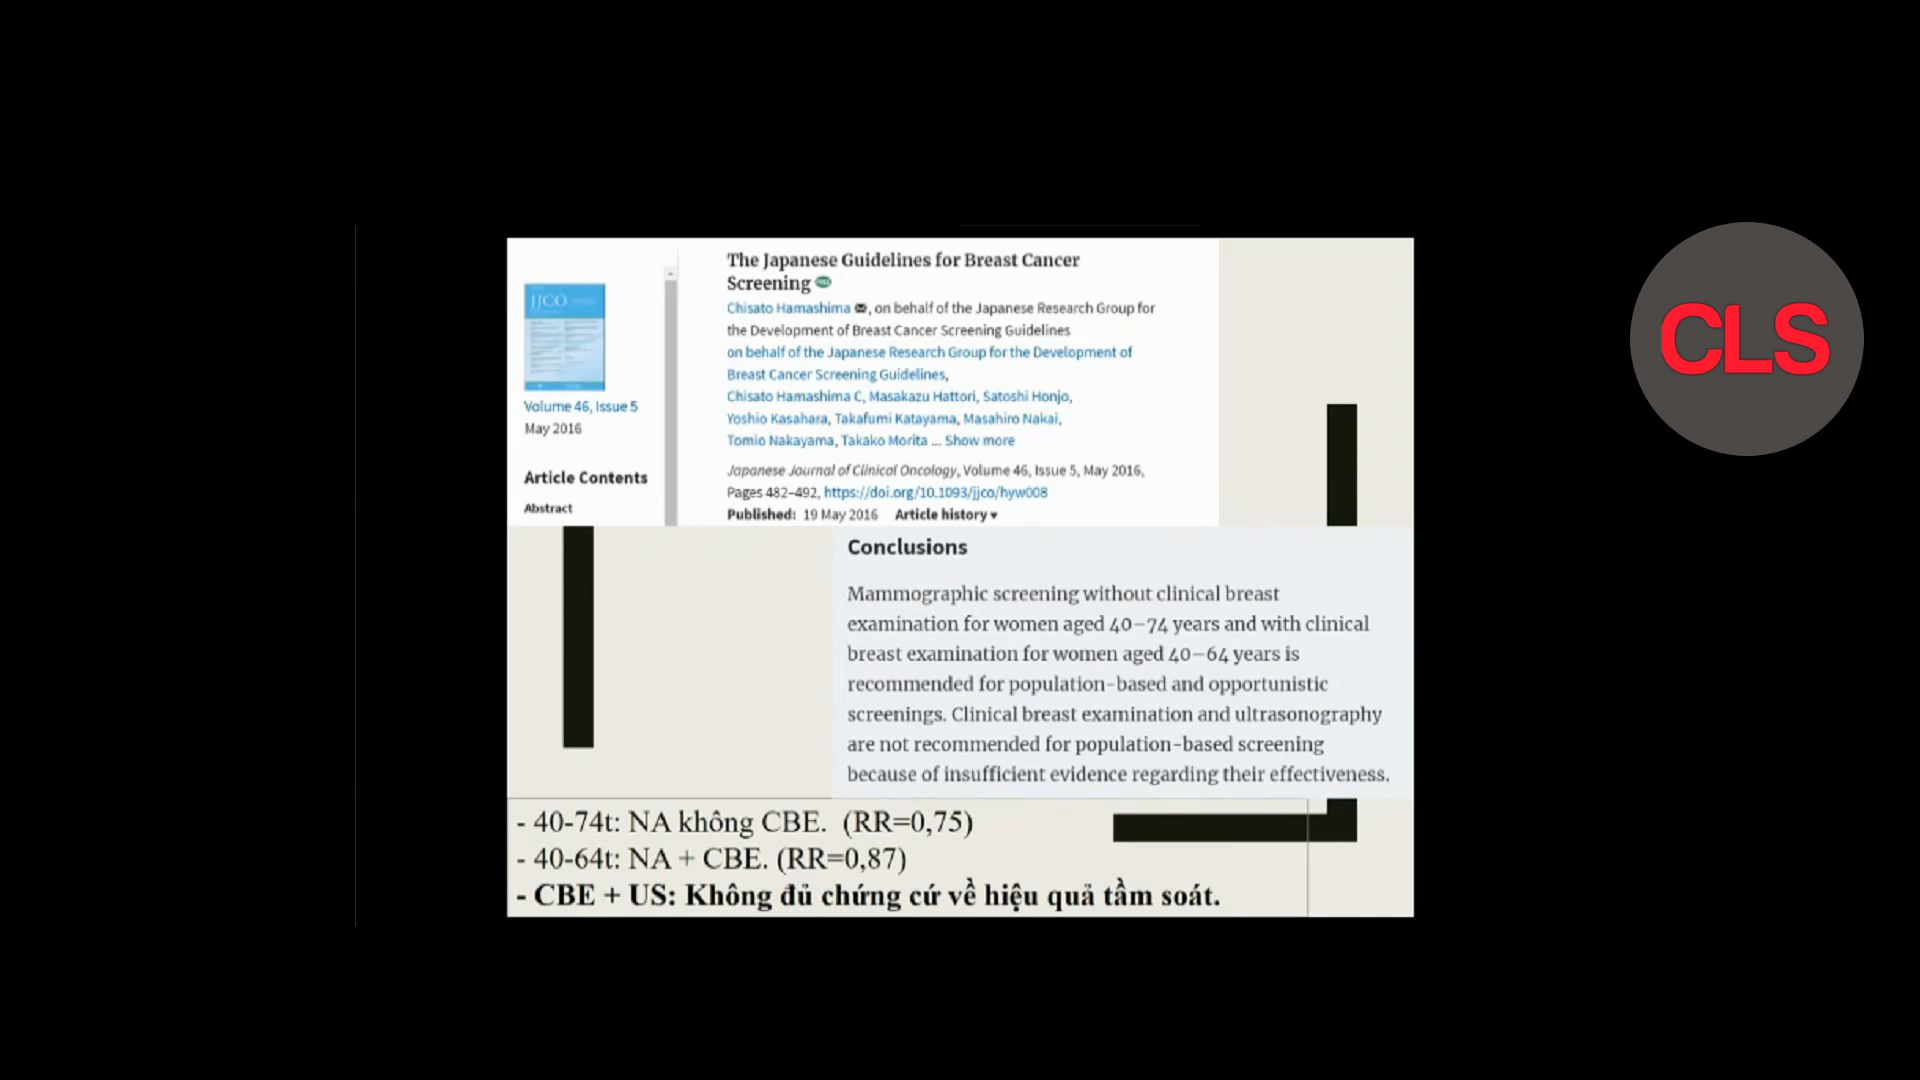 The Japanese Guidelines for Breast Cancer
Screening
JJCO
Chisato Hamashima , on behalf of the Japanese Research Group for
the Development of Breast Cancer Screening Guidelines
on behalf of the Japanese Research Group for the Development of
Breast Cancer Screening Guidelines,
Chisato Hamashima C, Masakazu Hattori, Satoshi Honjo,
Yoshio Kasahara, Takafumi Katayama, Masahiro Nakai,
Tomio Nakayama, Takako Morita ... Show more
Japanese Journal of Clinical Oncology, Volume 46, Issue 5, May 2016,
Pages 482–492, https://doi.org/10.1093/jjco/hyw008
Published: 19 May 2016 Article history ▾
Volume 46, Issue 5
May 2016
Article Contents
Abstract
Conclusions
Mammographic screening without clinical breast
examination for women aged 40–74 years and with clinical
breast examination for women aged 40–64 years is
recommended for population-based and opportunistic
screenings. Clinical breast examination and ultrasonography
are not recommended for population-based screening
because of insufficient evidence regarding their effectiveness.
- 40-74t: NA không CBE. (RR=0,75)
- 40-64t: NA + CBE. (RR=0,87)
- CBE + US: Không đủ chứng cứ về hiệu quả tầm soát.
CLS